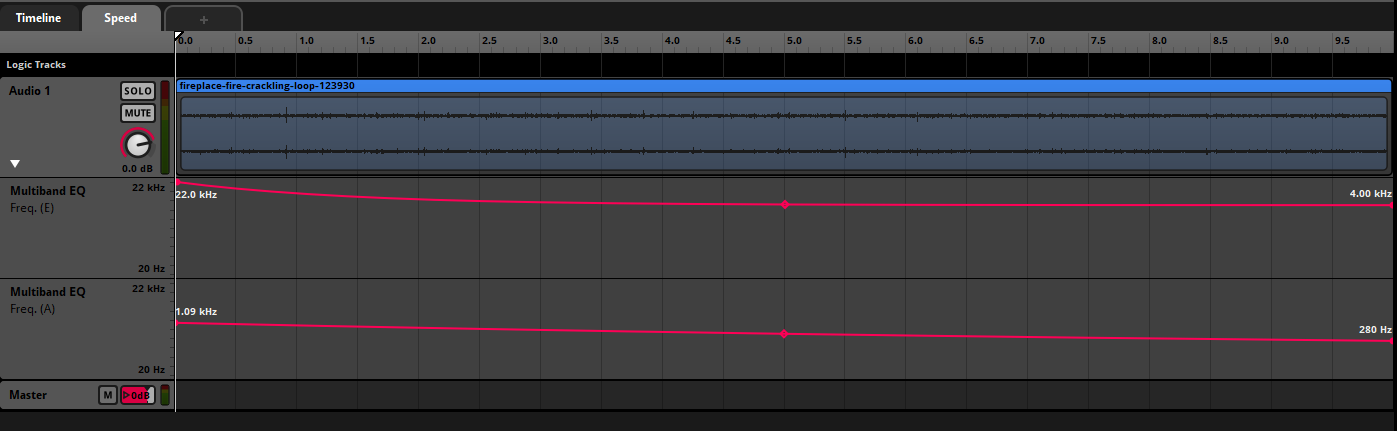 Timeline Speed +
0.0 0.5 1.0 1.5 2.0 2.5 3.0 3.5 4.0 4.5 5.0 5.5 6.0 6.5 7.0 7.5 8.0 8.5 9.0 9.5
Logic Tracks
Audio 1 SOLO fireplace-fire-crackling-loop-123930
MUTE
0.0 dB
Multiband EQ 22 kHz
Freq. (E) 22.0 kHz 4.00 kHz
20 Hz
Multiband EQ 22 kHz
Freq. (A) 1.09 kHz 280 Hz
20 Hz
Master M 0dB